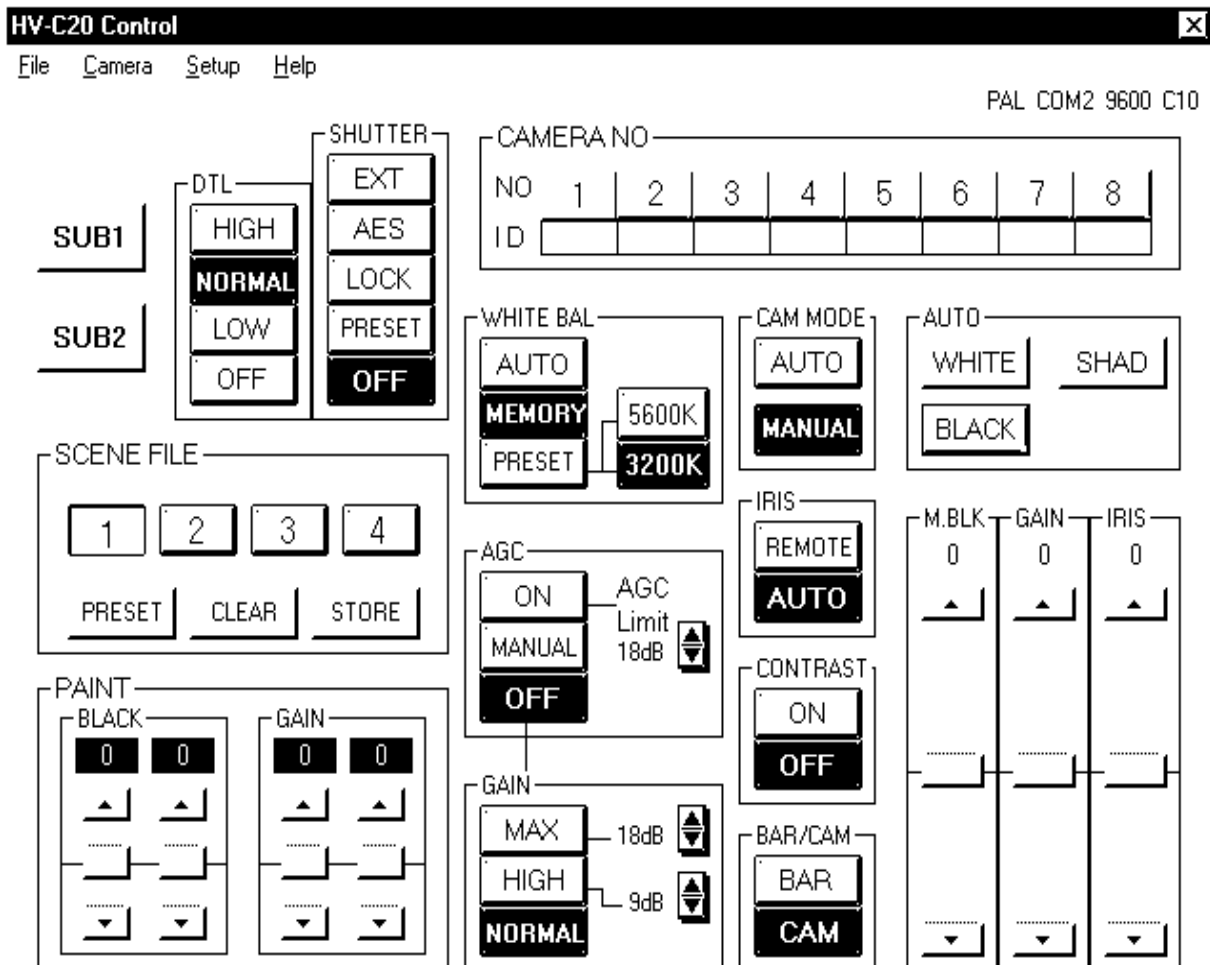 HV-C20 Control
File Camera Setup Help
PAL COM2 9600 C10
SUB1
SUB2
DTL
HIGH
NORMAL
LOW
OFF
SHUTTER
EXT
AES
LOCK
PRESET
OFF
CAMERA NO
NO 1 2 3 4 5 6 7 8
ID
SCENE FILE
1 2 3 4
PRESET CLEAR STORE
WHITE BAL
AUTO
MEMORY
PRESET
5600K
3200K
CAM MODE
AUTO
MANUAL
AUTO
WHITE SHAD
BLACK
AGC
ON
MANUAL
OFF
AGC
Limit
18dB
IRIS
REMOTE
AUTO
CONTRAST
ON
OFF
M.BLK GAIN IRIS
0 0 0
PAINT
BLACK
0 0
GAIN
0 0
GAIN
MAX 18dB
HIGH 9dB
NORMAL
BAR/CAM
BAR
CAM